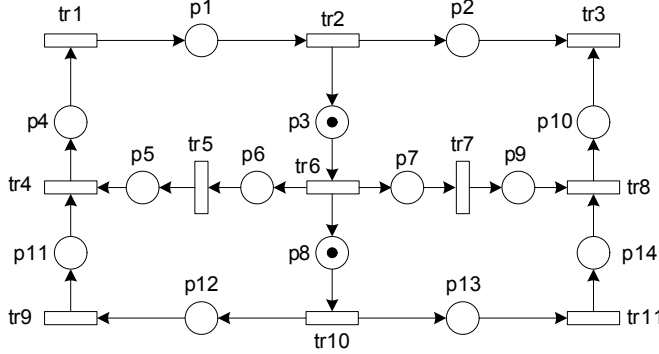 tr1 p1 tr2 p2 tr3
p4 p3 p10
tr4 p5 tr5 p6 tr6 p7 tr7 p9 tr8
p11 p8 p14
tr9 p12 tr10 p13 tr11